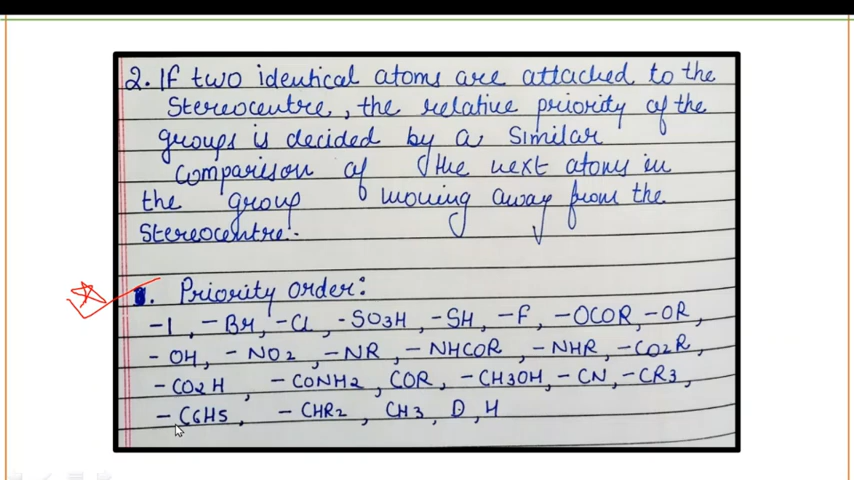 2. If two identical atoms are attached to the
Stereocentre, the relative priority of the
groups is decided by a similar
comparison of the next atoms in
the group moving away from the
Stereocentre.
1. Priority order:
-I, -Br, -Cl, -SO3H, -SH, -F, -OCOR, -OR,
-OH, -NO2, -NR, -NHCOR, -NHR, -CO2R,
-CO2H, -CONH2, COR, -CH3OH, -CN, -CR3,
-C6H5, -CHR2, CH3, D, H